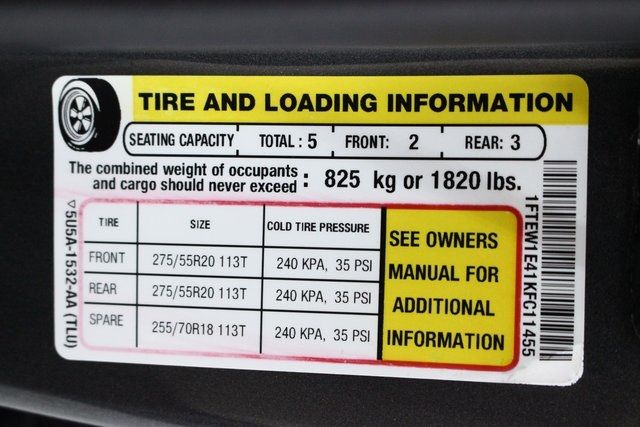 TIRE AND LOADING INFORMATION
SEATING CAPACITY TOTAL : 5 FRONT: 2 REAR: 3
The combined weight of occupants
and cargo should never exceed : 825 kg or 1820 lbs.
TIRE SIZE COLD TIRE PRESSURE
FRONT 275/55R20 113T 240 KPA, 35 PSI
REAR 275/55R20 113T 240 KPA, 35 PSI
SPARE 255/70R18 113T 240 KPA, 35 PSI
SEE OWNERS
MANUAL FOR
ADDITIONAL
INFORMATION
5U5A-1532-AA (TLU)
1FTEW1E41KFC11455